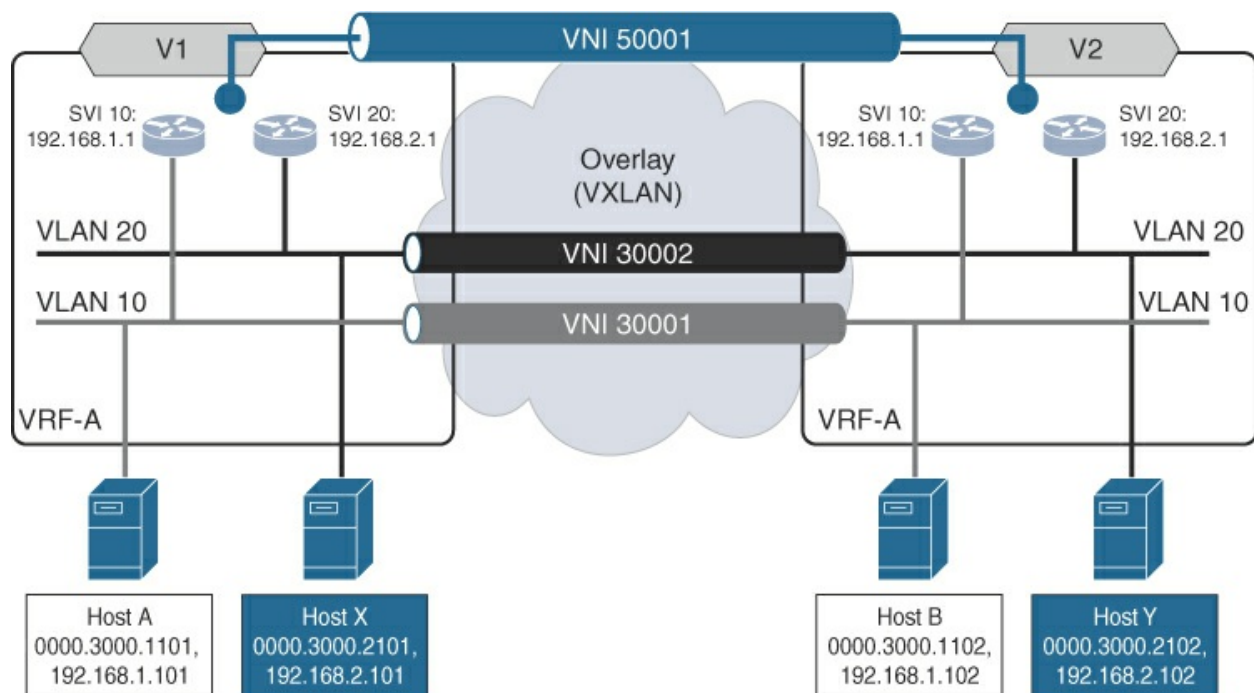 V1
VNI 50001
V2
SVI 10:
192.168.1.1
SVI 20:
192.168.2.1
SVI 10:
192.168.1.1
SVI 20:
192.168.2.1
Overlay
(VXLAN)
VLAN 20
VNI 30002
VLAN 20
VLAN 10
VNI 30001
VLAN 10
VRF-A
VRF-A
Host A
0000.3000.1101,
192.168.1.101
Host X
0000.3000.2101,
192.168.2.101
Host B
0000.3000.1102,
192.168.1.102
Host Y
0000.3000.2102,
192.168.2.102